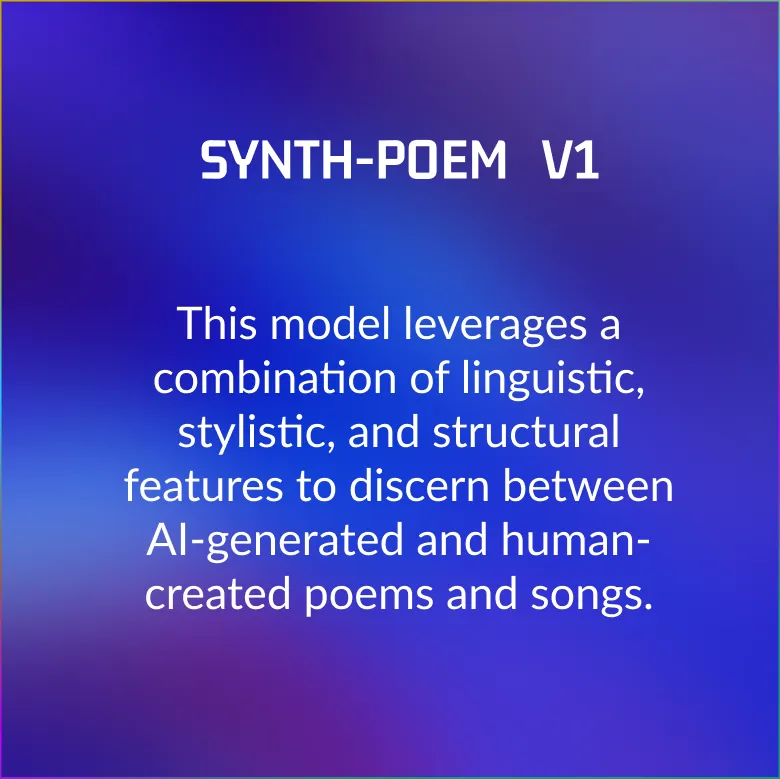 SYNTH-POEM V1
This model leverages a
combination of linguistic,
stylistic, and structural
features to discern between
AI-generated and human-
created poems and songs.